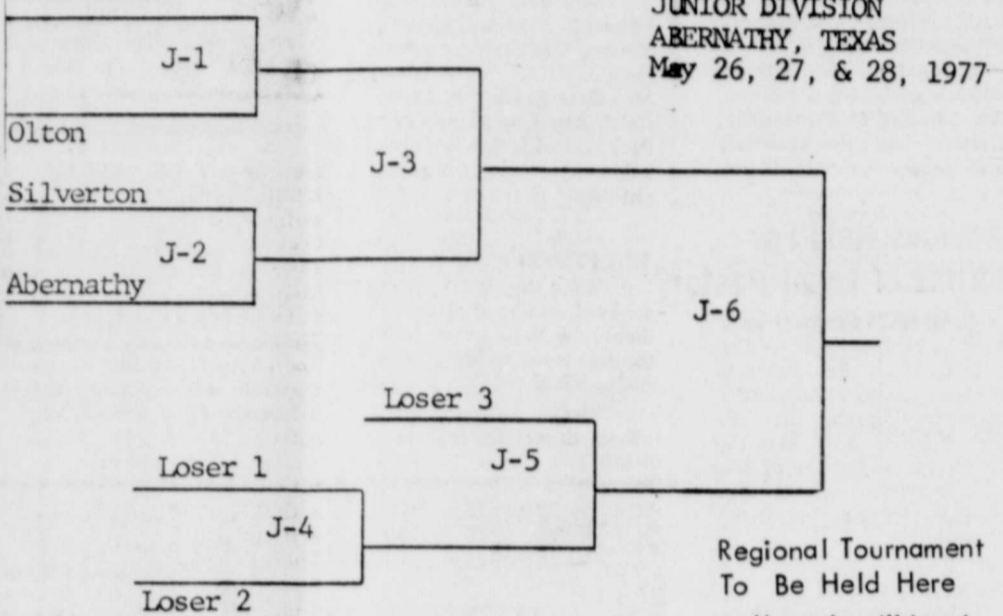 JUNIOR DIVISION
ABERNATHY, TEXAS
May 26, 27, & 28, 1977
J-1
Olton
J-3
Silverton
J-2
Abernathy
J-6
Loser 3
J-5
Loser 1
J-4
Loser 2
Regional Tournament
To Be Held Here